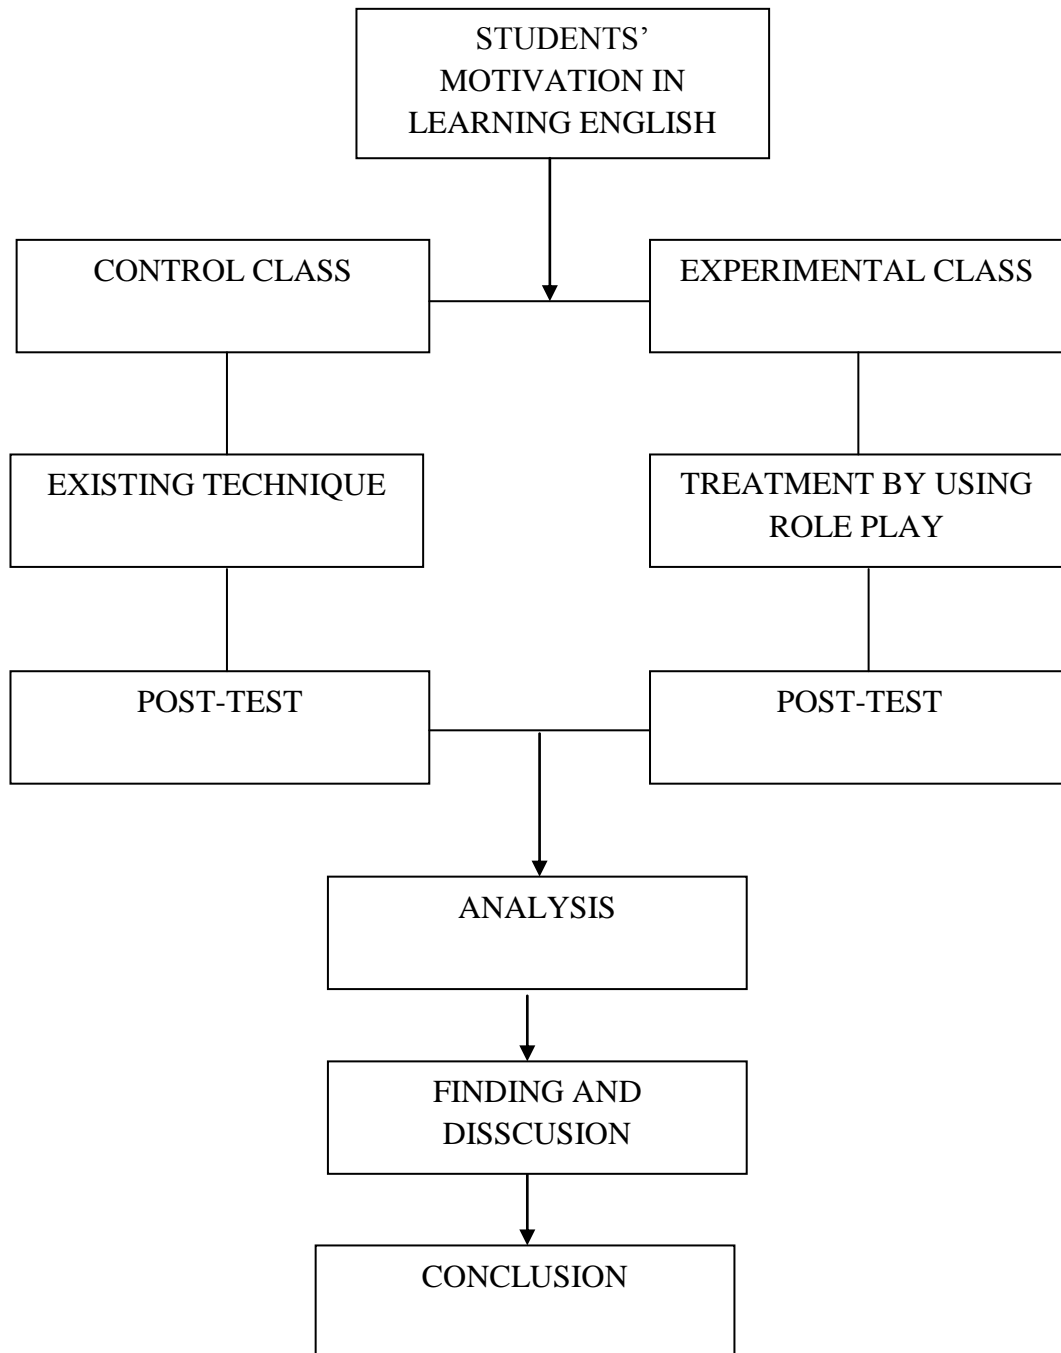 STUDENTS’
MOTIVATION IN
LEARNING ENGLISH
CONTROL CLASS
EXPERIMENTAL CLASS
EXISTING TECHNIQUE
TREATMENT BY USING
ROLE PLAY
POST-TEST
POST-TEST
ANALYSIS
FINDING AND
DISSCUSION
CONCLUSION